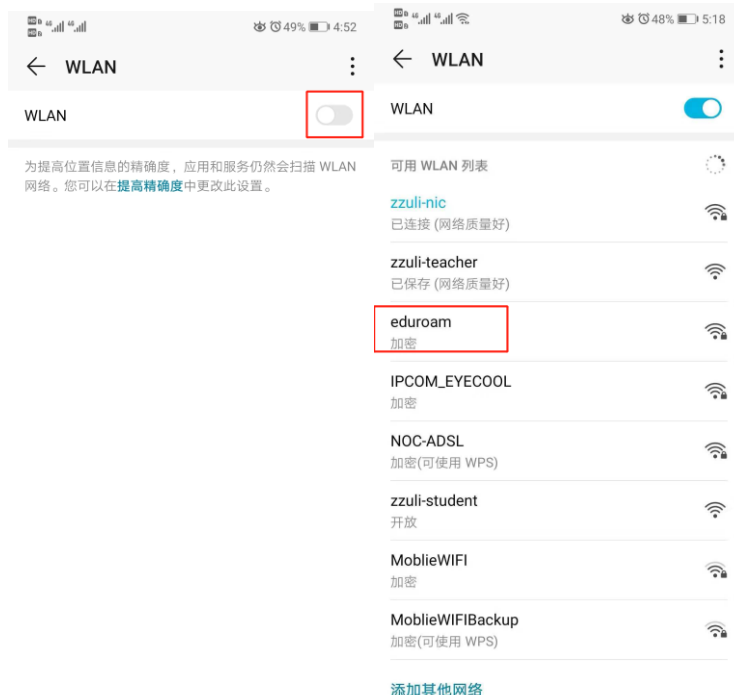 49% 4:52
WLAN
WLAN
为提高位置信息的精确度，应用和服务仍然会扫描 WLAN
网络。您可以在提高精确度中更改此设置。
48% 5:18
WLAN
WLAN
可用 WLAN 列表
zzuli-nic
已连接 (网络质量好)
zzuli-teacher
已保存 (网络质量好)
eduroam
加密
IPCOM_EYECOOL
加密
NOC-ADSL
加密(可使用 WPS)
zzuli-student
开放
MoblieWIFI
加密
MoblieWIFIBackup
加密(可使用 WPS)
添加其他网络